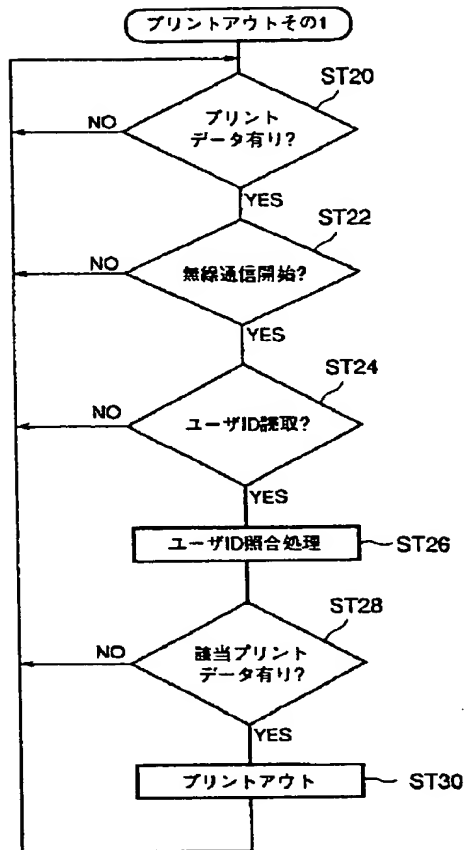 プリントアウトその1
ST20
プリント
データ有り?
NO
YES
ST22
無線通信開始?
NO
YES
ST24
ユーザID読取?
NO
YES
ユーザID照合処理
ST26
ST28
該当プリント
データ有り?
NO
YES
プリントアウト
ST30